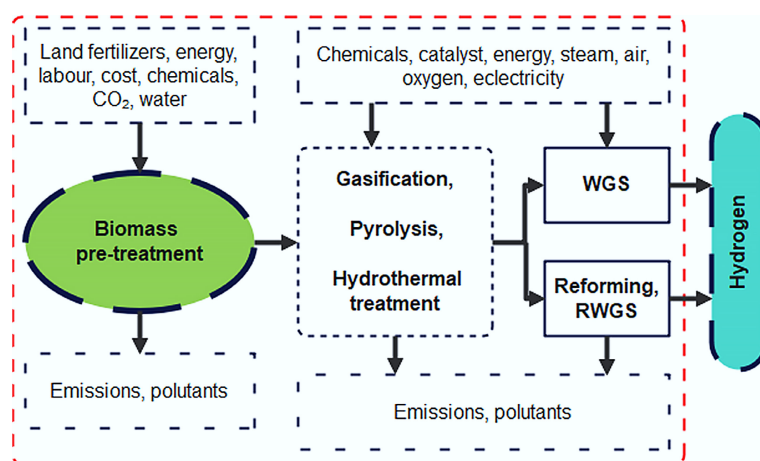 Land fertilizers, energy,
labour, cost, chemicals,
CO₂, water
Chemicals, catalyst, energy, steam, air,
oxygen, eclectricity
Biomass
pre-treatment
Gasification,
Pyrolysis,
Hydrothermal
treatment
WGS
Reforming,
RWGS
Hydrogen
Emissions, polutants
Emissions, polutants